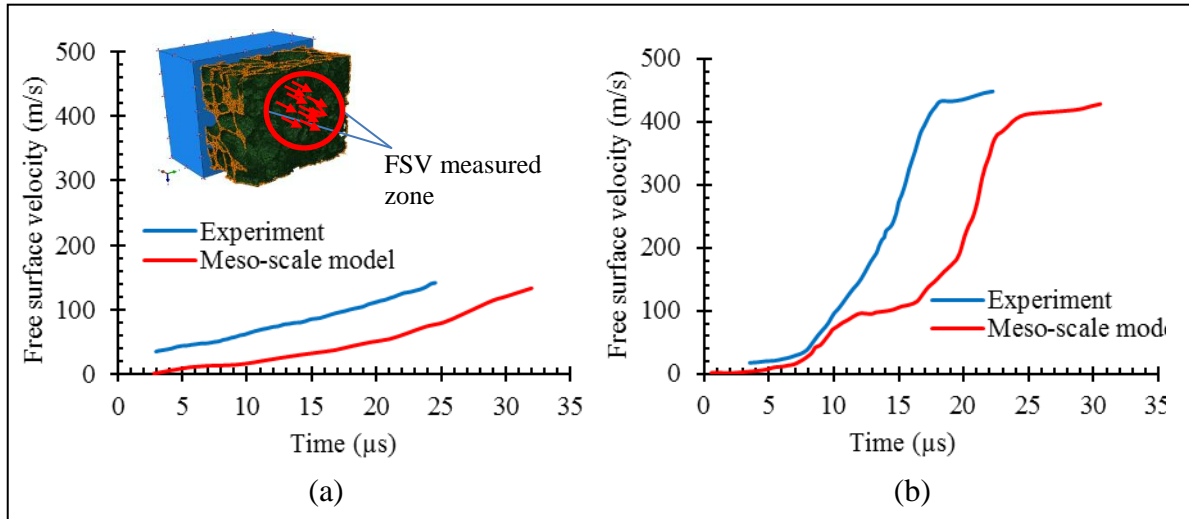 Free surface velocity (m/s)
500
400
300
200
100
0
FSV measured
zone
Experiment
Meso-scale model
0 5 10 15 20 25 30 35
Time (µs)
(a)
Free surface velocity (m/s)
500
400
300
200
100
0
Experiment
Meso-scale mode
0 5 10 15 20 25 30 35
Time (µs)
(b)